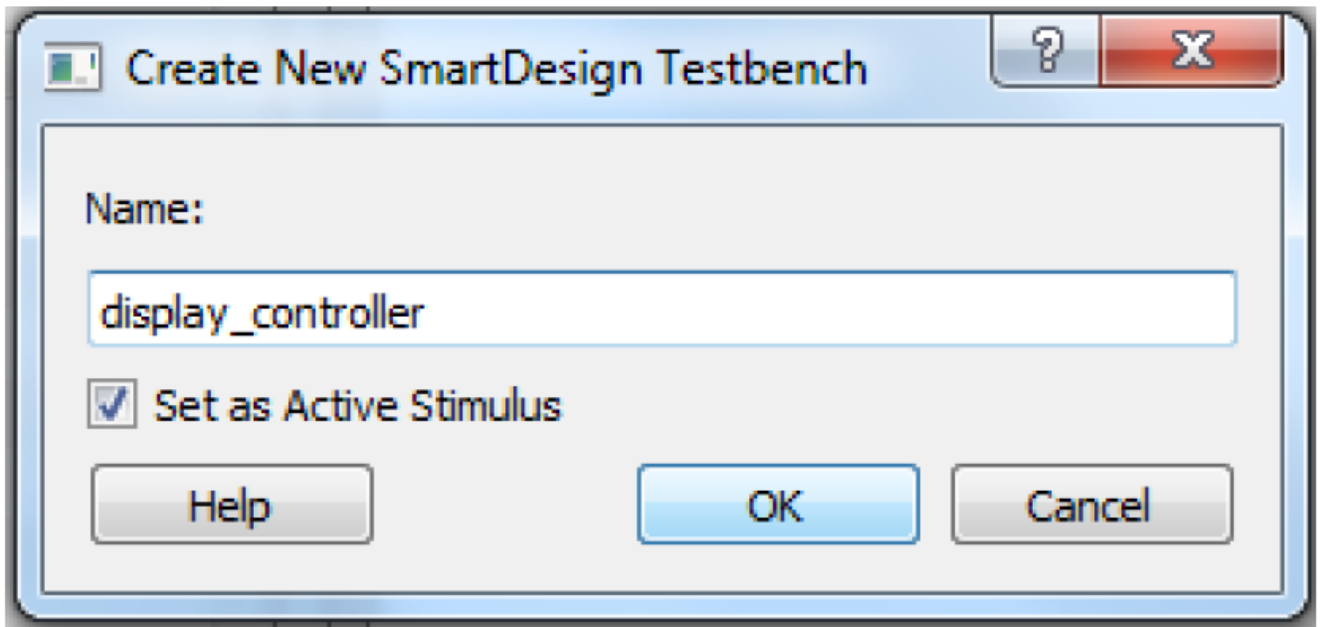 Create New SmartDesign Testbench
Name:
display_controller
Set as Active Stimulus
Help OK Cancel